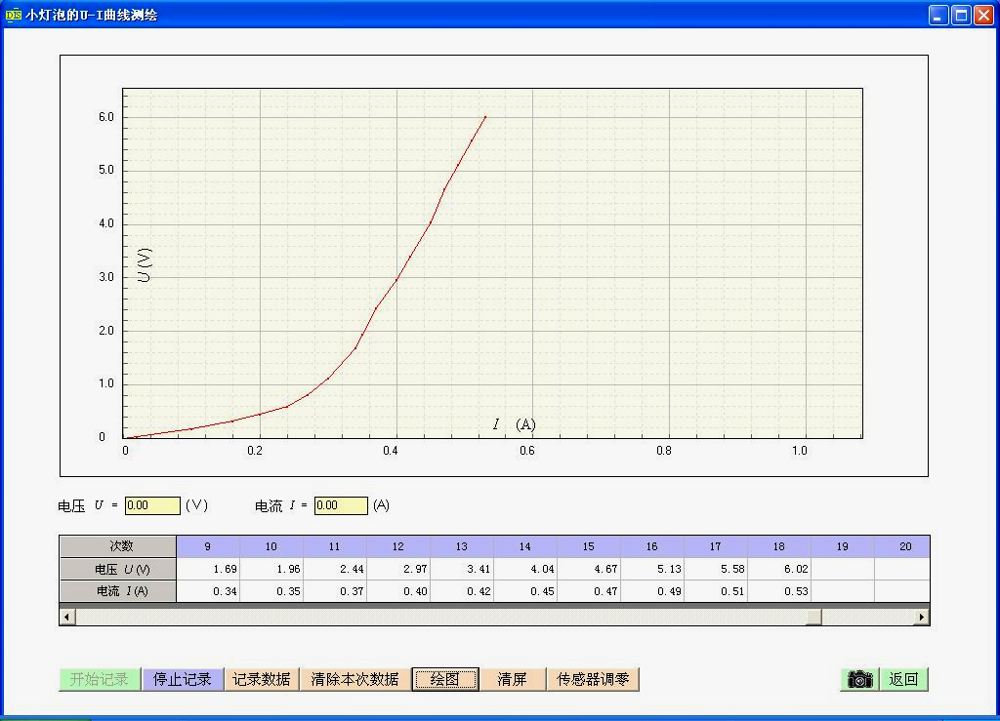 DIS 小灯泡的U-I曲线测绘
6.0
5.0
4.0
3.0
2.0
1.0
0
U (V)
I (A)
0 0.2 0.4 0.6 0.8 1.0
电压 U = 0.00 (V) 电流 I = 0.00 (A)
次数 9 10 11 12 13 14 15 16 17 18 19 20
电压 U (V) 1.69 1.96 2.44 2.97 3.41 4.04 4.67 5.13 5.58 6.02
电流 I (A) 0.34 0.35 0.37 0.40 0.42 0.45 0.47 0.49 0.51 0.53
开始记录 停止记录 记录数据 清除本次数据 绘图 清屏 传感器调零 返回